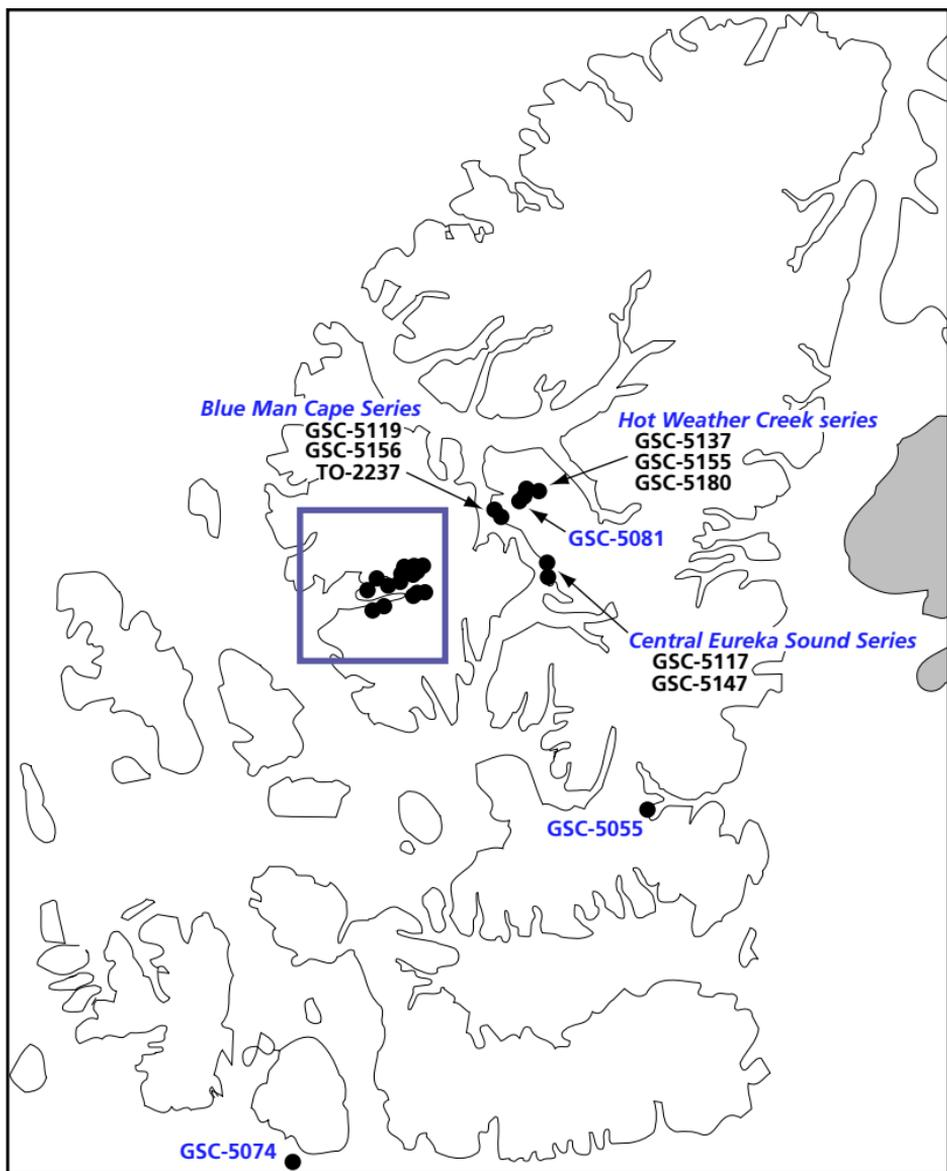 Blue Man Cape Series
GSC-5119
GSC-5156
TO-2237
Hot Weather Creek series
GSC-5137
GSC-5155
GSC-5180
GSC-5081
Central Eureka Sound Series
GSC-5117
GSC-5147
GSC-5055
GSC-5074